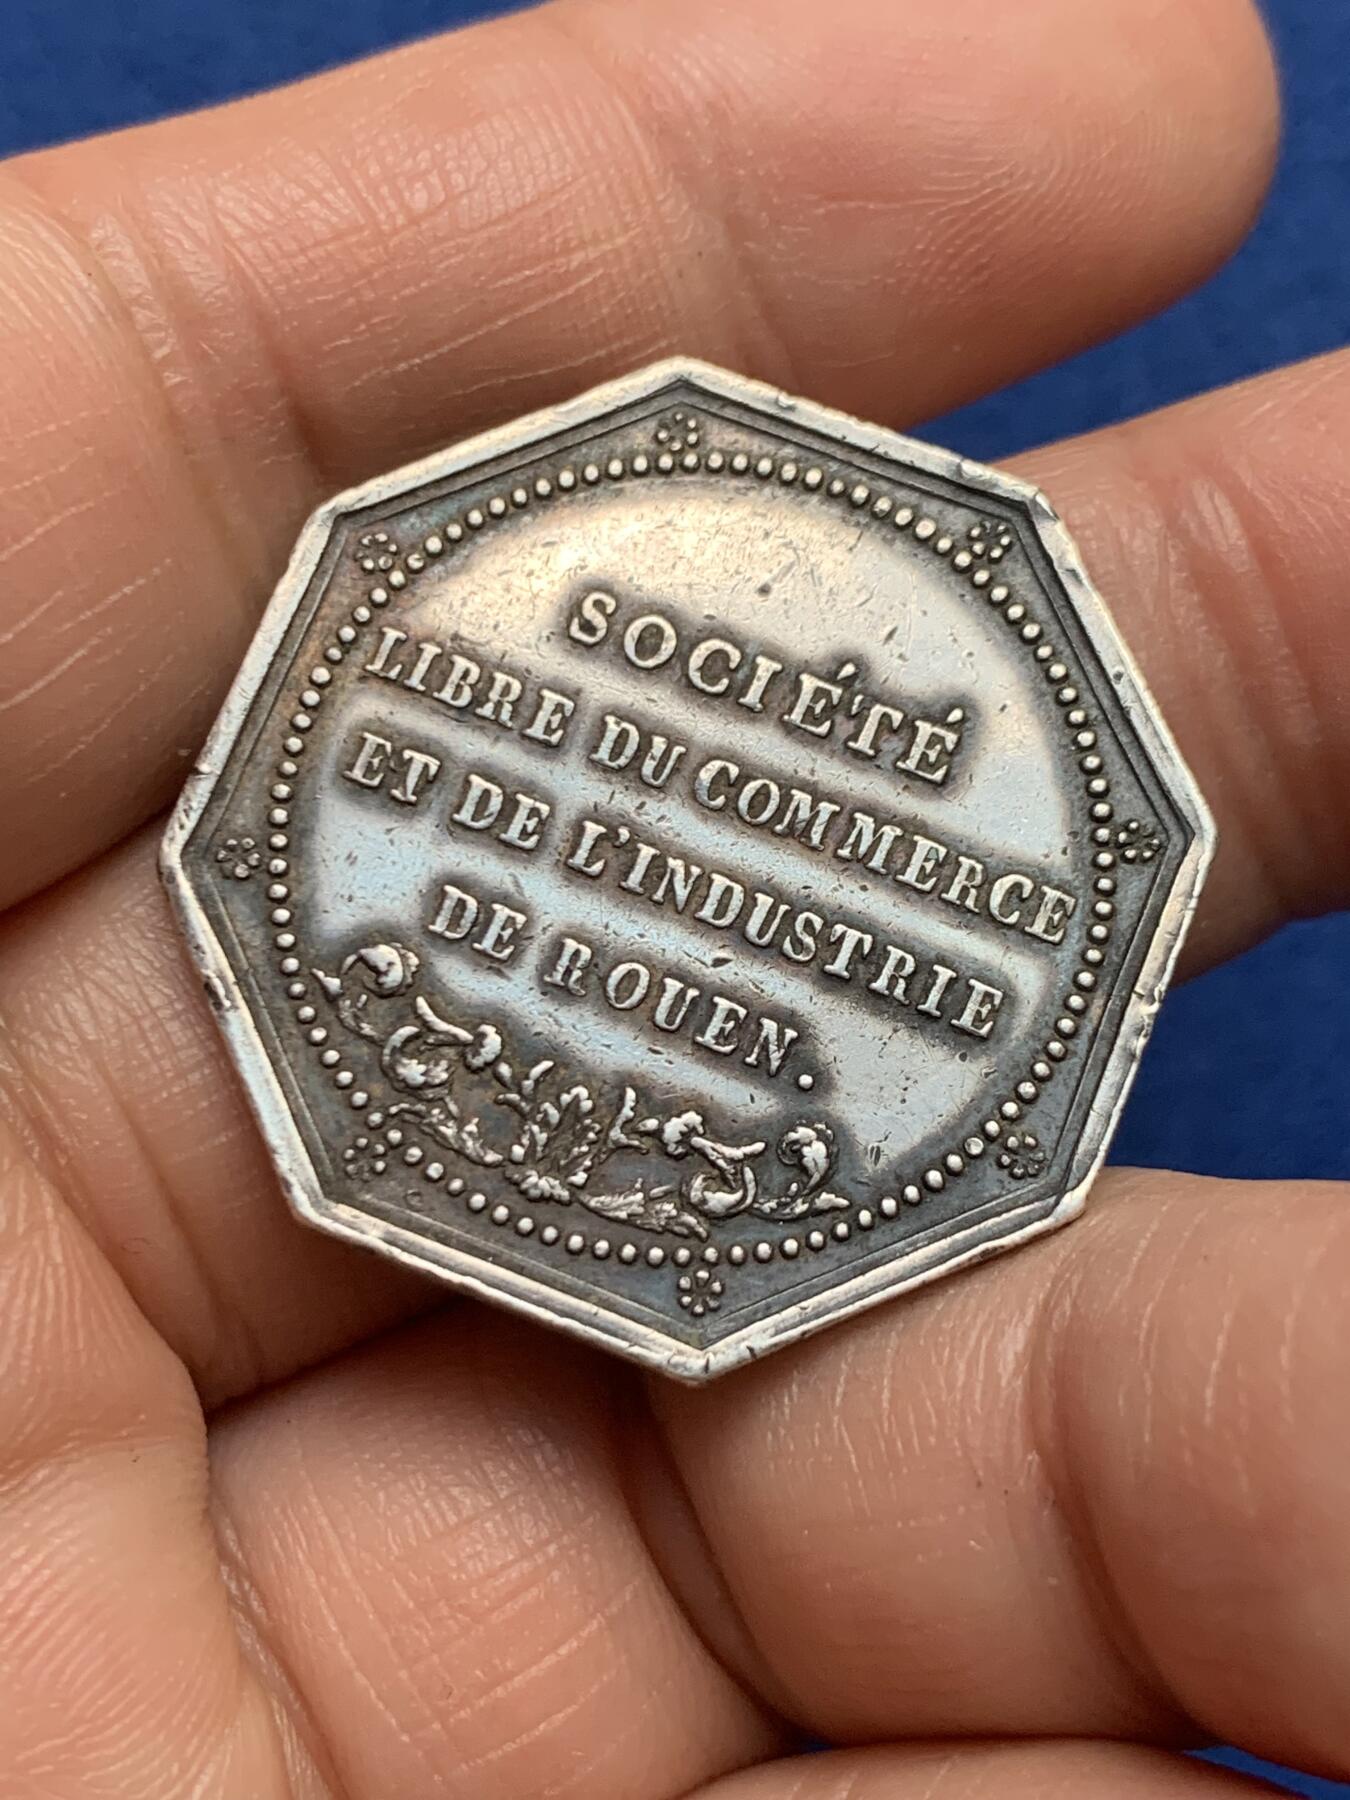 SOCIÉTÉ
LIBRE DU COMMERCE
ET DE L'INDUSTRIE
DE ROUEN.